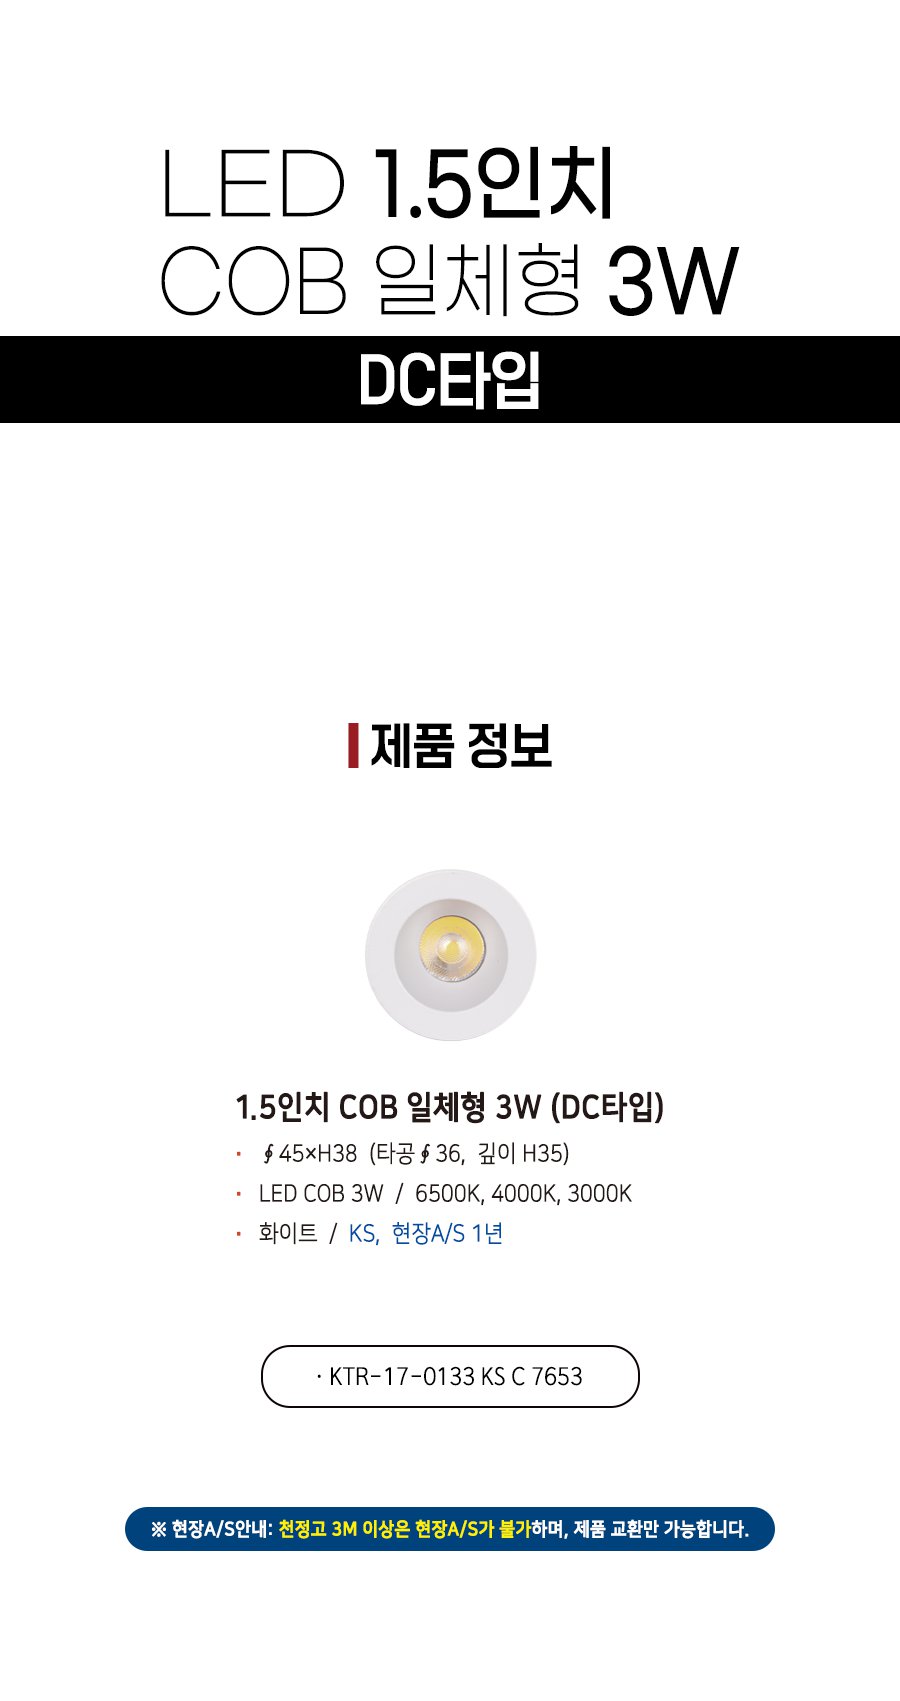 LED 1.5인치
COB 일체형 3W
DC타입
제품 정보
1.5인치 COB 일체형 3W (DC타입)
· ∮45×H38 (타공∮36, 깊이 H35)
· LED COB 3W / 6500K, 4000K, 3000K
· 화이트 / KS, 현장A/S 1년
· KTR-17-0133 KS C 7653
※ 현장A/S안내: 천정고 3M 이상은 현장A/S가 불가하며, 제품 교환만 가능합니다.